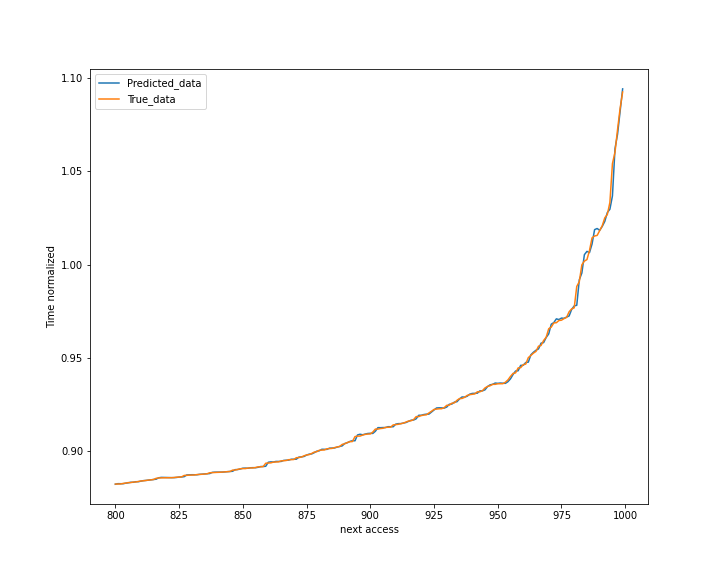 Predicted_data
True_data
1.10
1.05
1.00
0.95
0.90
Time normalized
800 825 850 875 900 925 950 975 1000
next access